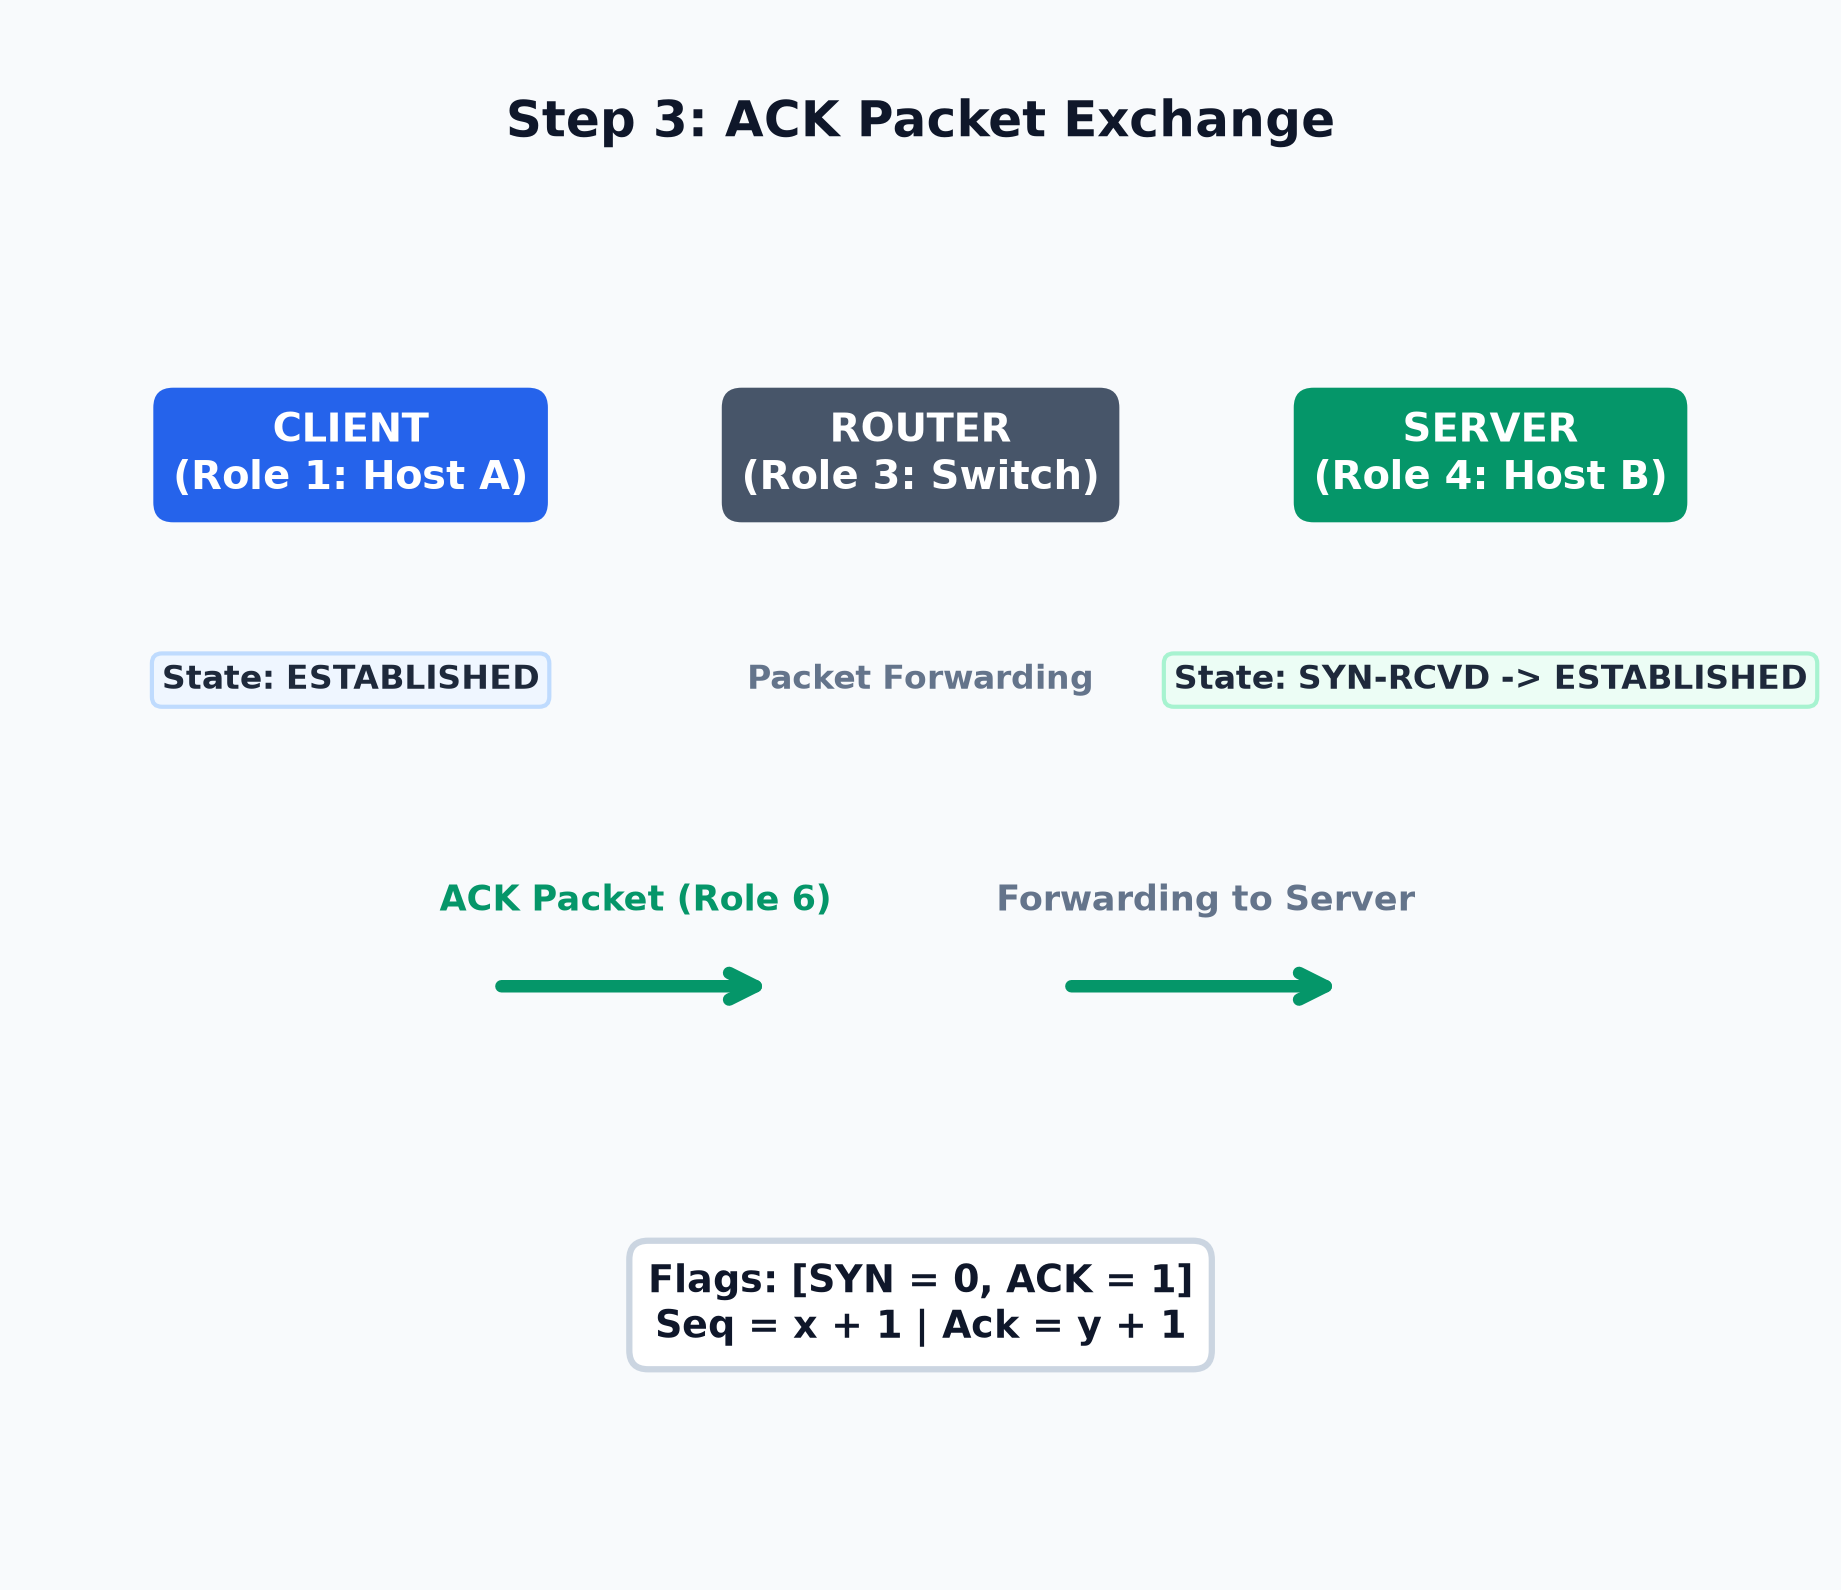 Step 3: ACK Packet Exchange
CLIENT
(Role 1: Host A)
ROUTER
(Role 3: Switch)
SERVER
(Role 4: Host B)
State: ESTABLISHED
Packet Forwarding
State: SYN-RCVD -> ESTABLISHED
ACK Packet (Role 6)
Forwarding to Server
Flags: [SYN = 0, ACK = 1]
Seq = x + 1 | Ack = y + 1